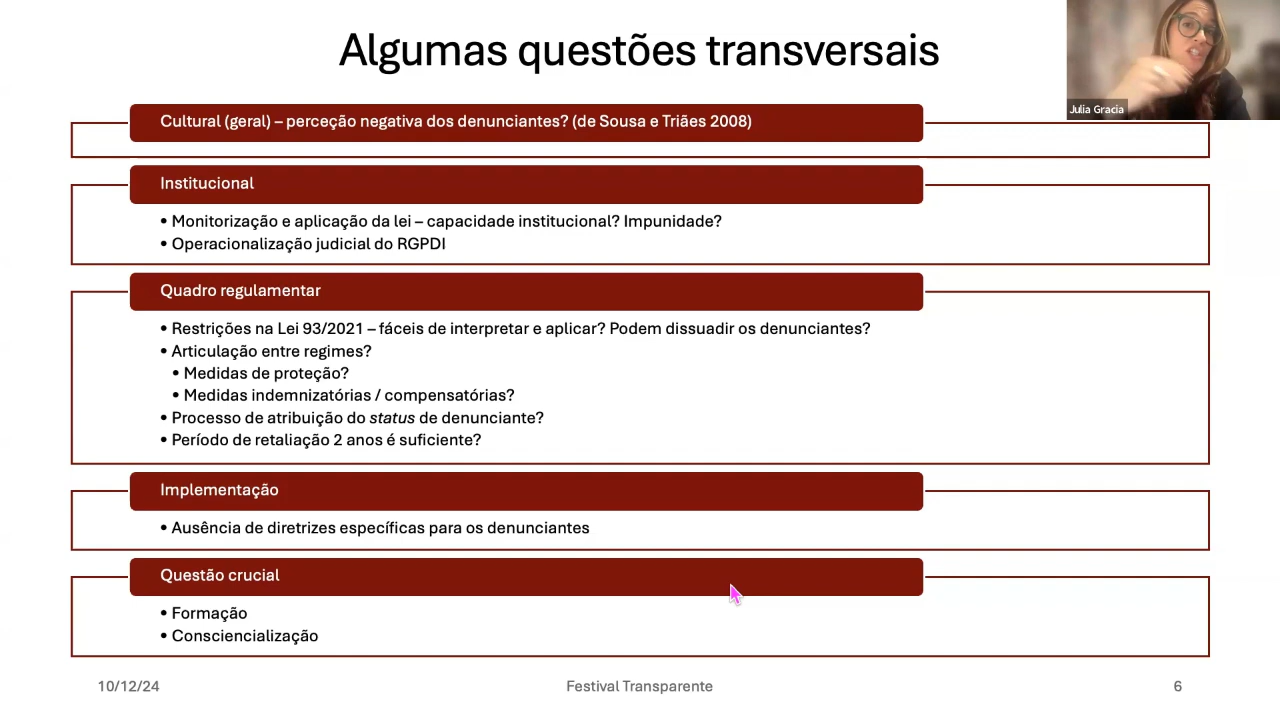 Algumas questões transversais
Julia Gracia
Cultural (geral) – perceção negativa dos denunciantes? (de Sousa e Triães 2008)
Institucional
• Monitorização e aplicação da lei – capacidade institucional? Impunidade?
• Operacionalização judicial do RGPDI
Quadro regulamentar
• Restrições na Lei 93/2021 – fáceis de interpretar e aplicar? Podem dissuadir os denunciantes?
• Articulação entre regimes?
• Medidas de proteção?
• Medidas indemnizatórias / compensatórias?
• Processo de atribuição do status de denunciante?
• Período de retaliação 2 anos é suficiente?
Implementação
• Ausência de diretrizes específicas para os denunciantes
Questão crucial
• Formação
• Consciencialização
10/12/24
Festival Transparente
6